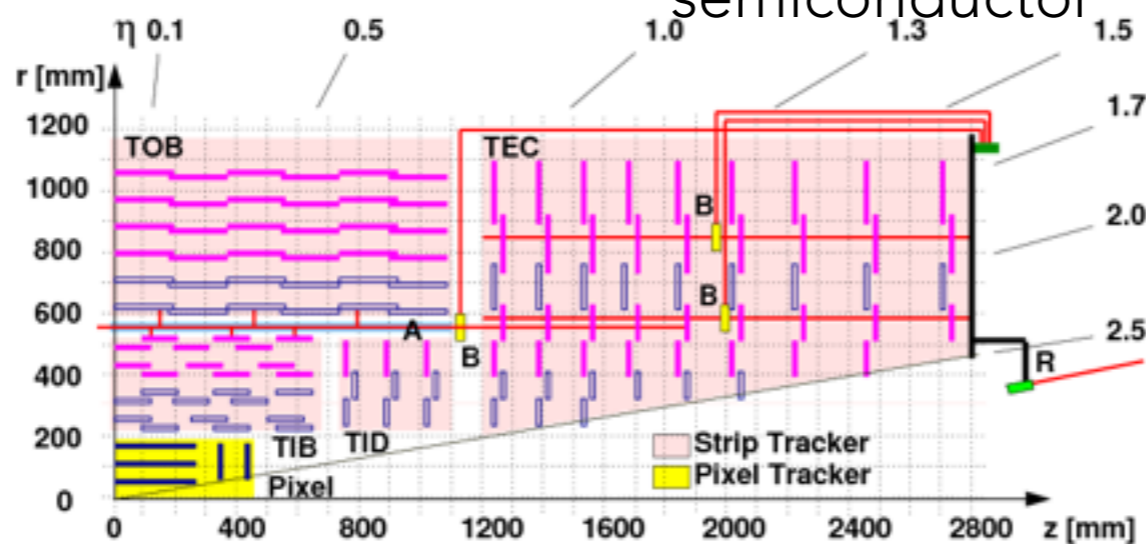 semiconductor
η 0.1 0.5 1.0 1.3 1.5
r [mm]
1.7
1200
TOB TEC
1000
B
2.0
800
B
600
A
B
2.5
R
400
200
TIB TID
Strip Tracker
Pixel Tracker
Pixel
0
0 400 800 1200 1600 2000 2400 2800 z [mm]